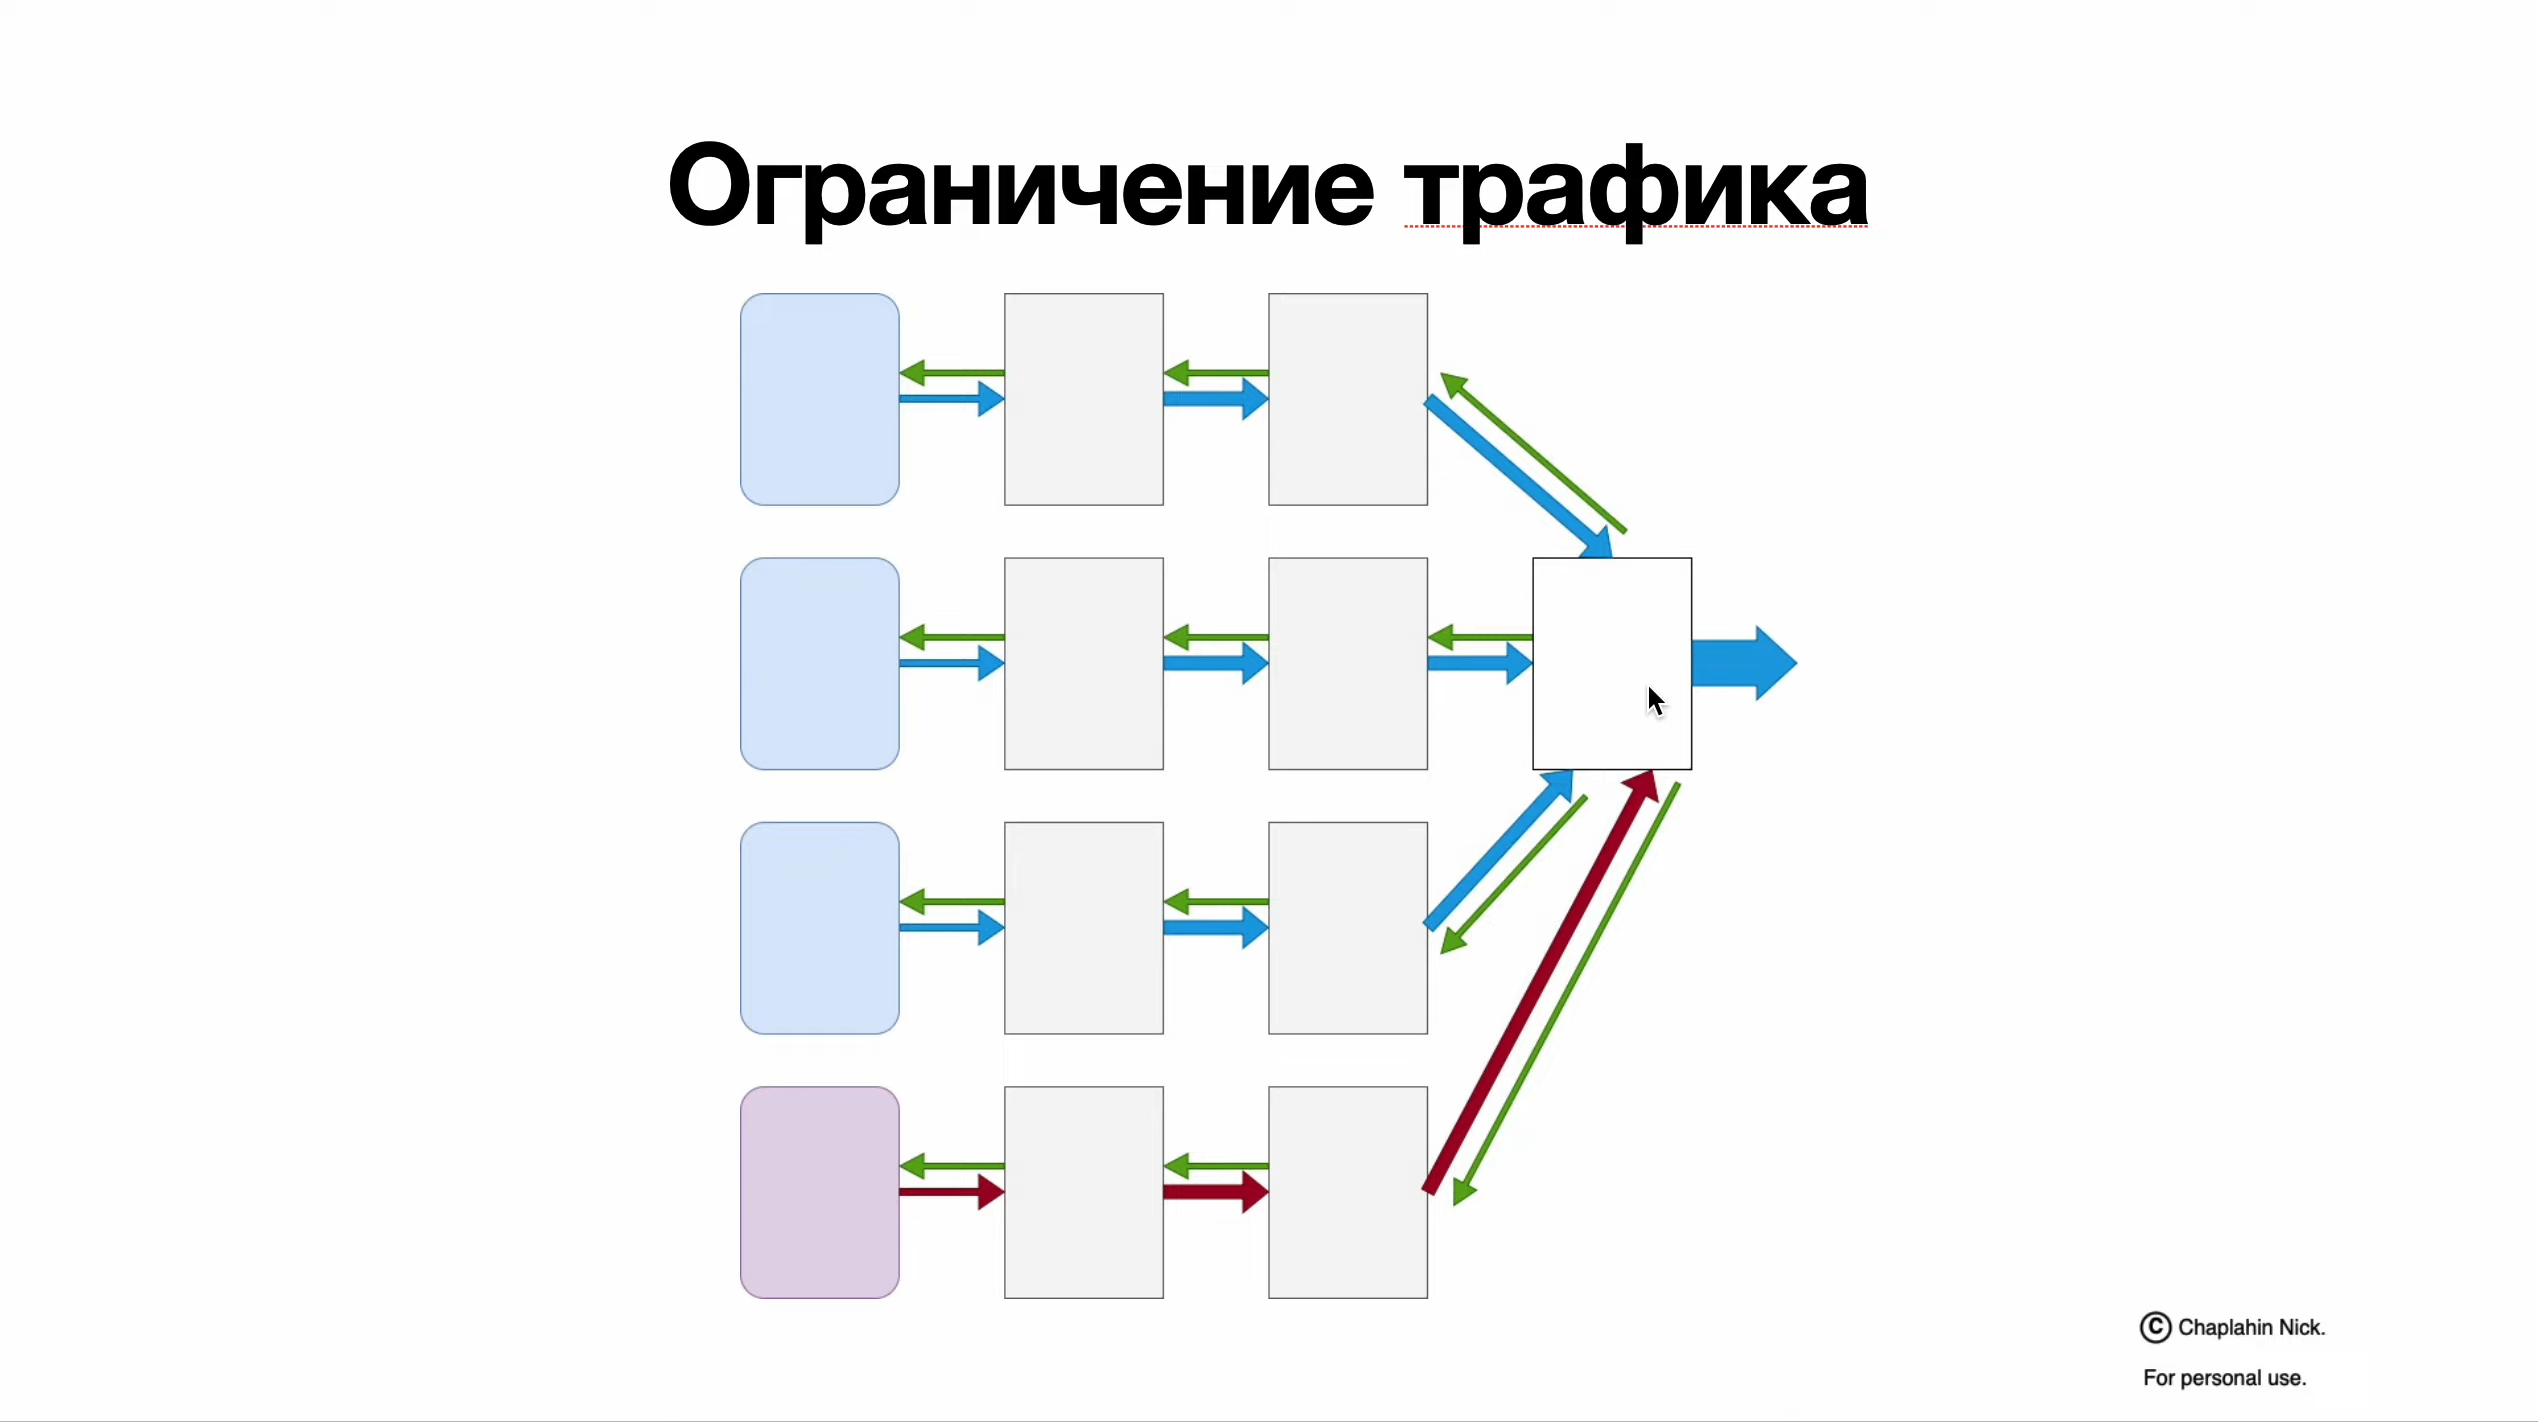 Ограничение трафика
© Chaplahin Nick.
For personal use.